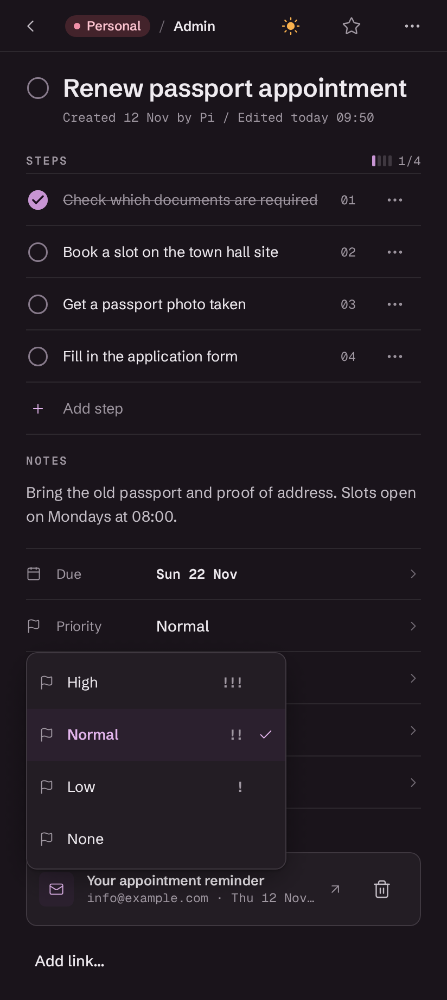 Personal / Admin
Renew passport appointment
Created 12 Nov by Pi / Edited today 09:50
STEPS 1/4
Check which documents are required 01
Book a slot on the town hall site 02
Get a passport photo taken 03
Fill in the application form 04
+ Add step
NOTES
Bring the old passport and proof of address. Slots open
on Mondays at 08:00.
Due Sun 22 Nov
Priority Normal
High !!!
Normal !!
Low !
None
Your appointment reminder
info@example.com · Thu 12 Nov…
Add link…